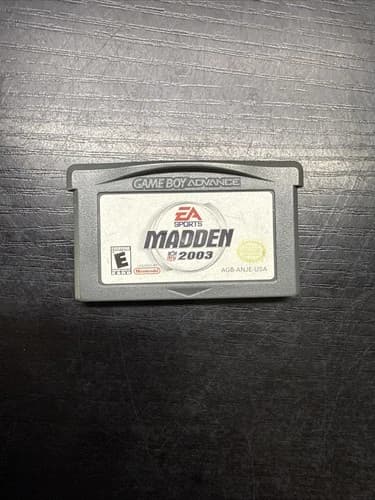 GAME BOY ADVANCE
EA
SPORTS
MADDEN
NFL 2003
E
Nintendo
AGB-ANJE-USA